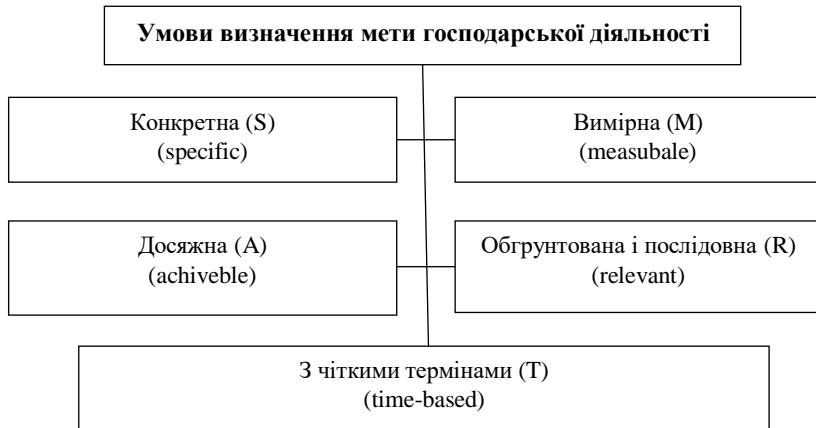 Умови визначення мети господарської діяльності
Конкретна (S)
(specific)
Вимірна (M)
(measubale)
Досяжна (A)
(achiveble)
Обгрунтована і послідовна (R)
(relevant)
З чіткими термінами (T)
(time-based)